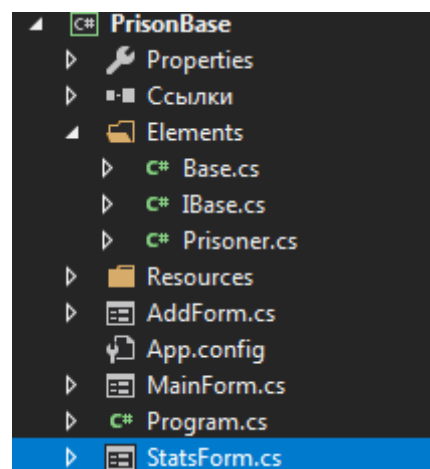 C# PrisonBase
Properties
Ссылки
Elements
C# Base.cs
C# IBase.cs
C# Prisoner.cs
Resources
AddForm.cs
App.config
MainForm.cs
C# Program.cs
StatsForm.cs